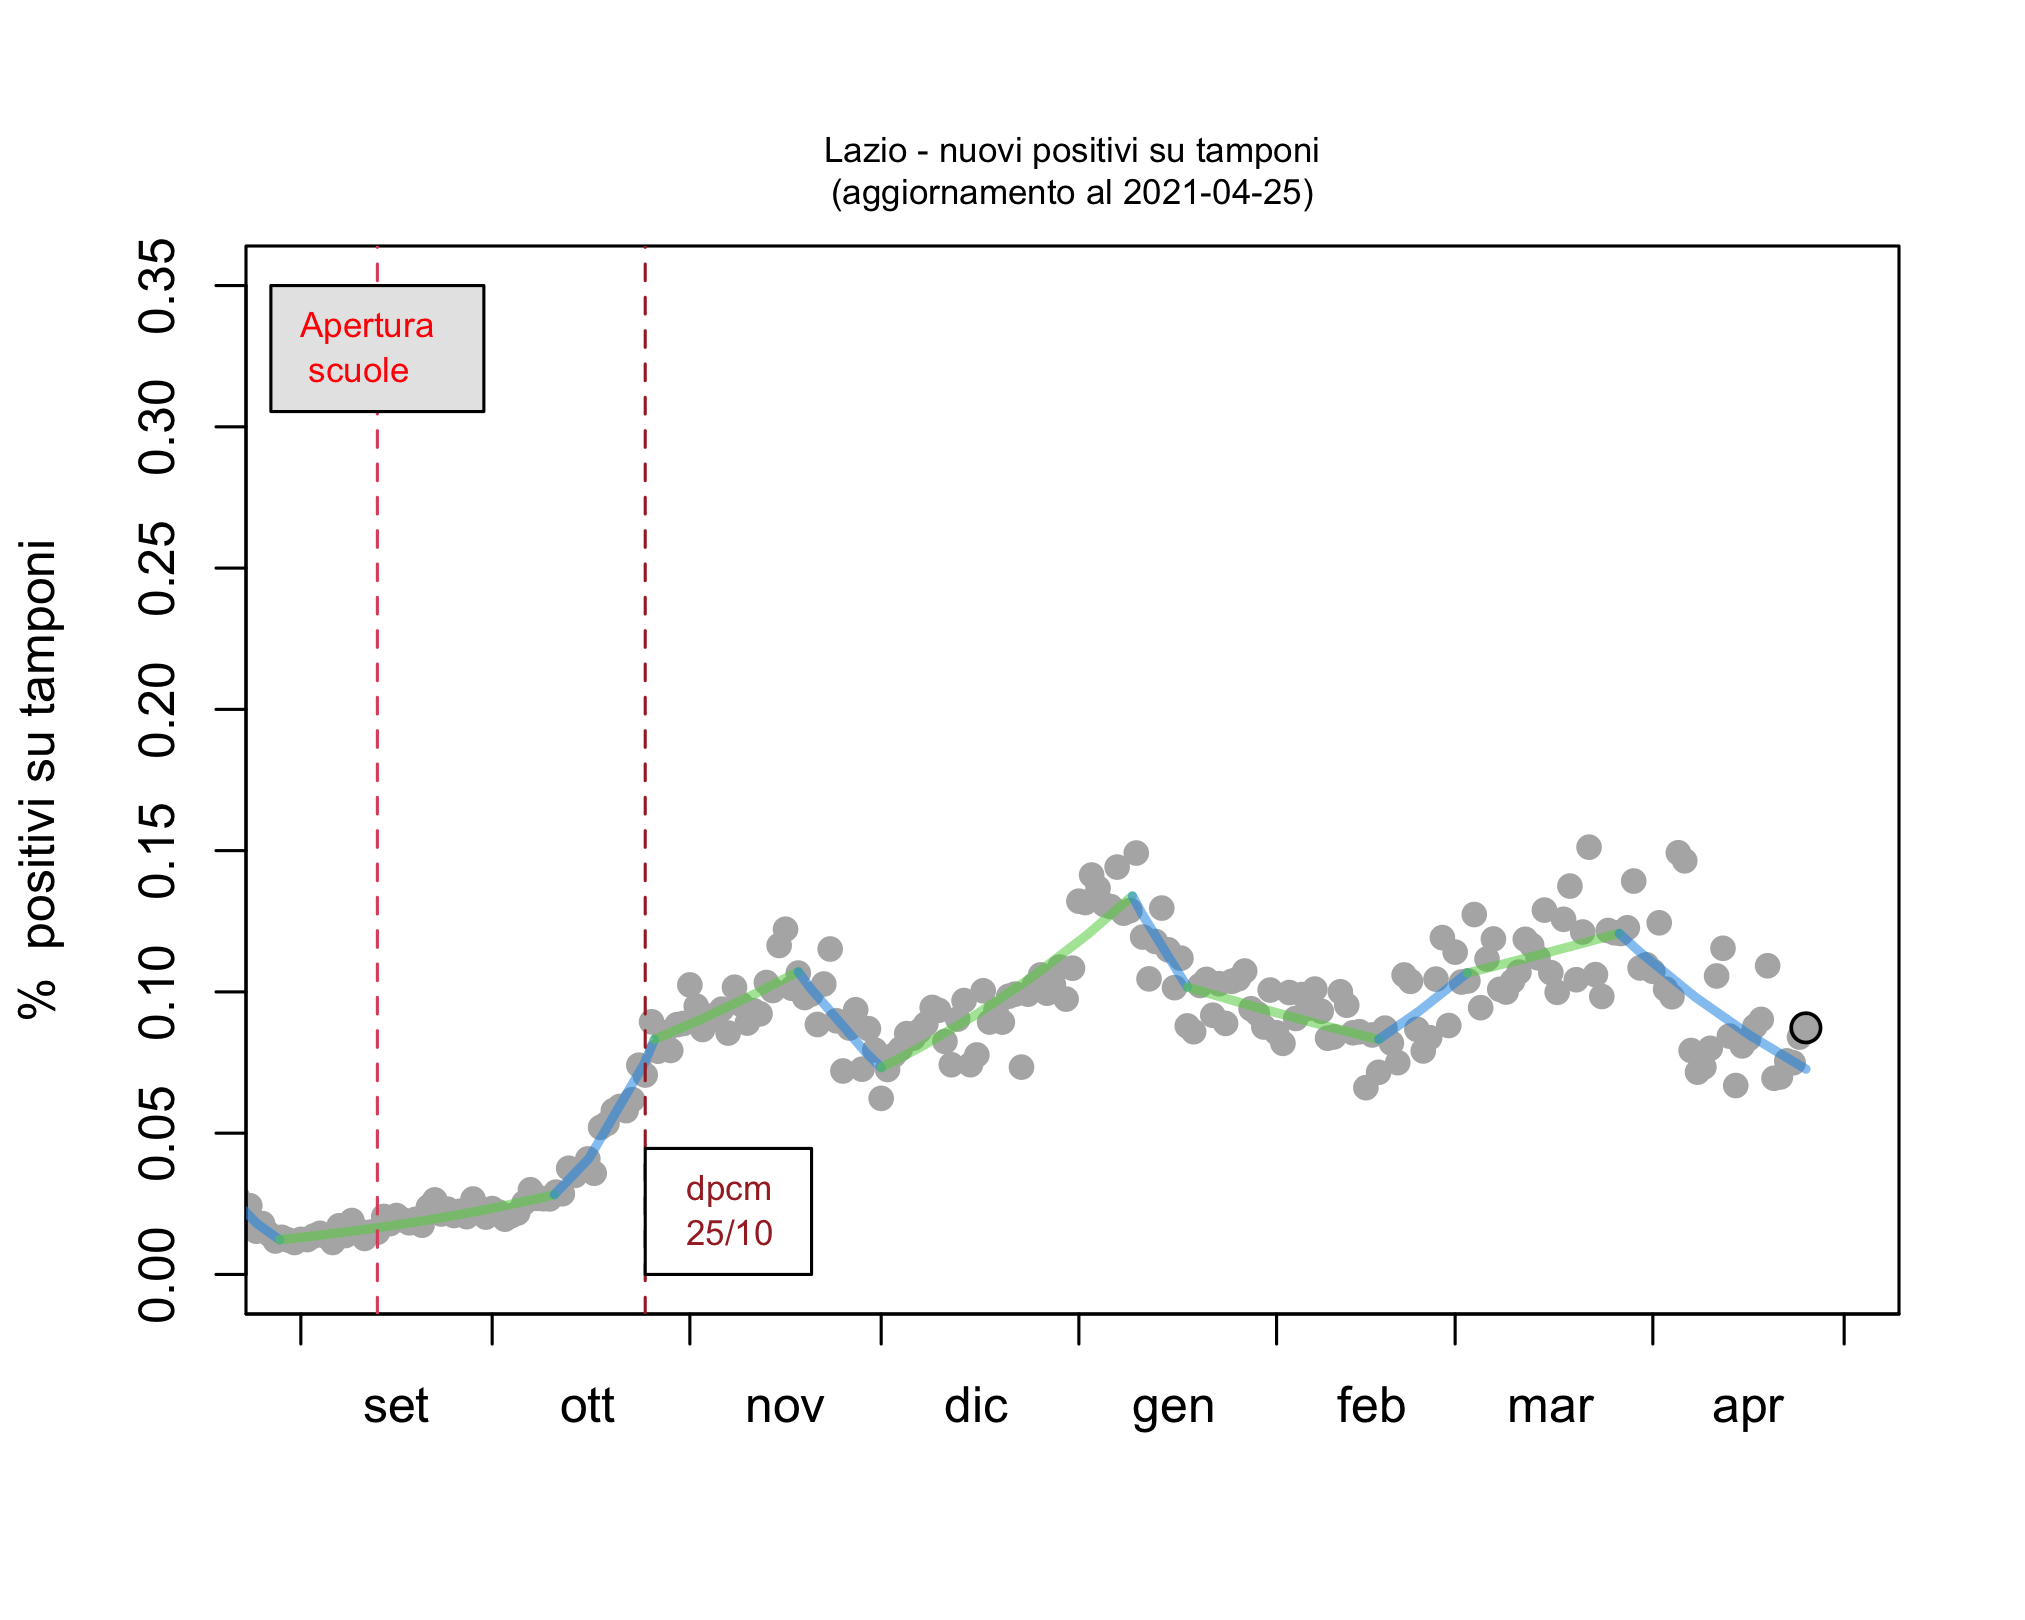 Lazio - nuovi positivi su tamponi
(aggiornamento al 2021-04-25)
% positivi su tamponi
0.35
0.30
0.25
0.20
0.15
0.10
0.05
0.00
Apertura
scuole
dpcm
25/10
set ott nov dic gen feb mar apr